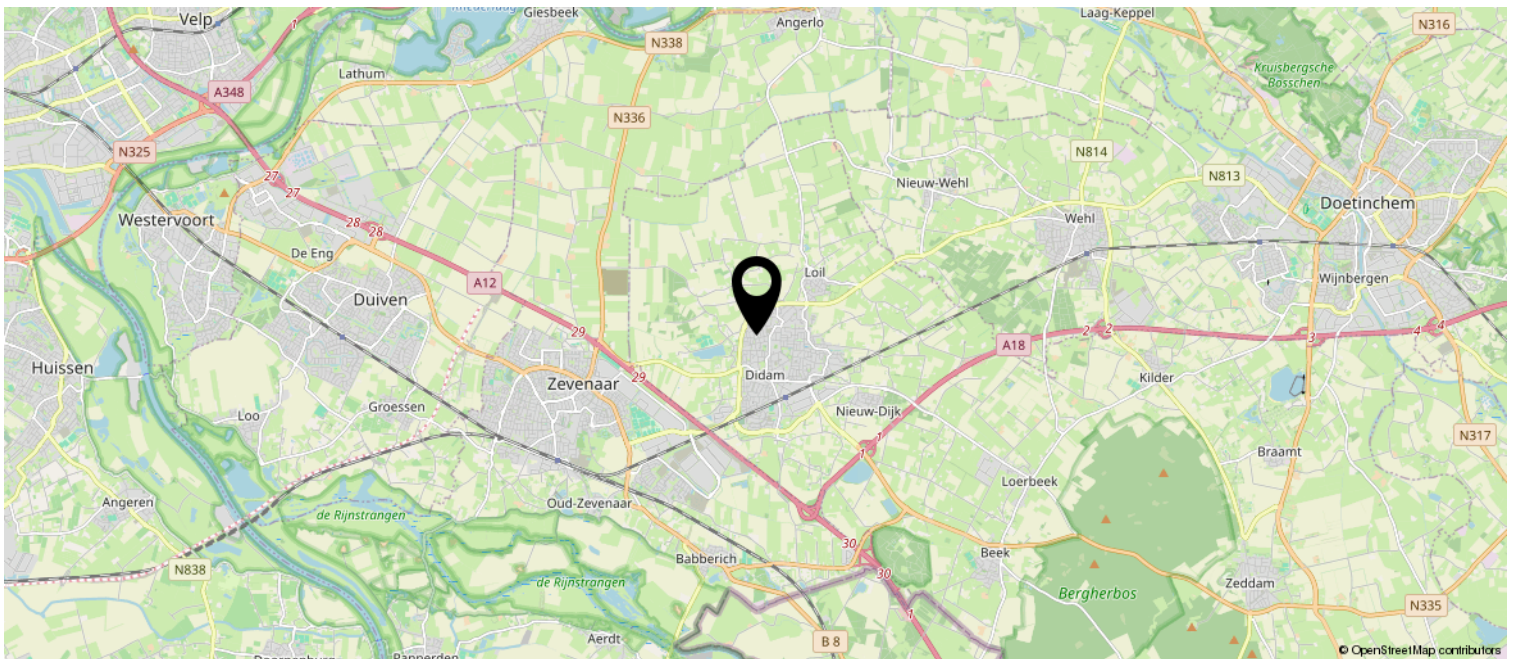 Velp
1
Giesbeek
Angerlo
Laag-Keppel
N316
N338
Lathum
Kruisbergsche
Bosschen
A348
N336
N325
N814
27
27
Nieuw-Wehl
N813
Westervoort
28
28
Wehl
Doetinchem
De Eng
Loil
Wijnbergen
A12
Duiven
29
2
2
3
4
4
A18
Huissen
29
Zevenaar
Didam
Kilder
Loo
Groessen
Nieuw-Dijk
1
1
N317
Braamt
Loerbeek
Angeren
de Rijnstrangen
Oud-Zevenaar
30
Babberich
Beek
N838
30
de Rijnstrangen
Bergherbos
Zeddam
N335
1
Aerdt
B 8
© OpenStreetMap contributors